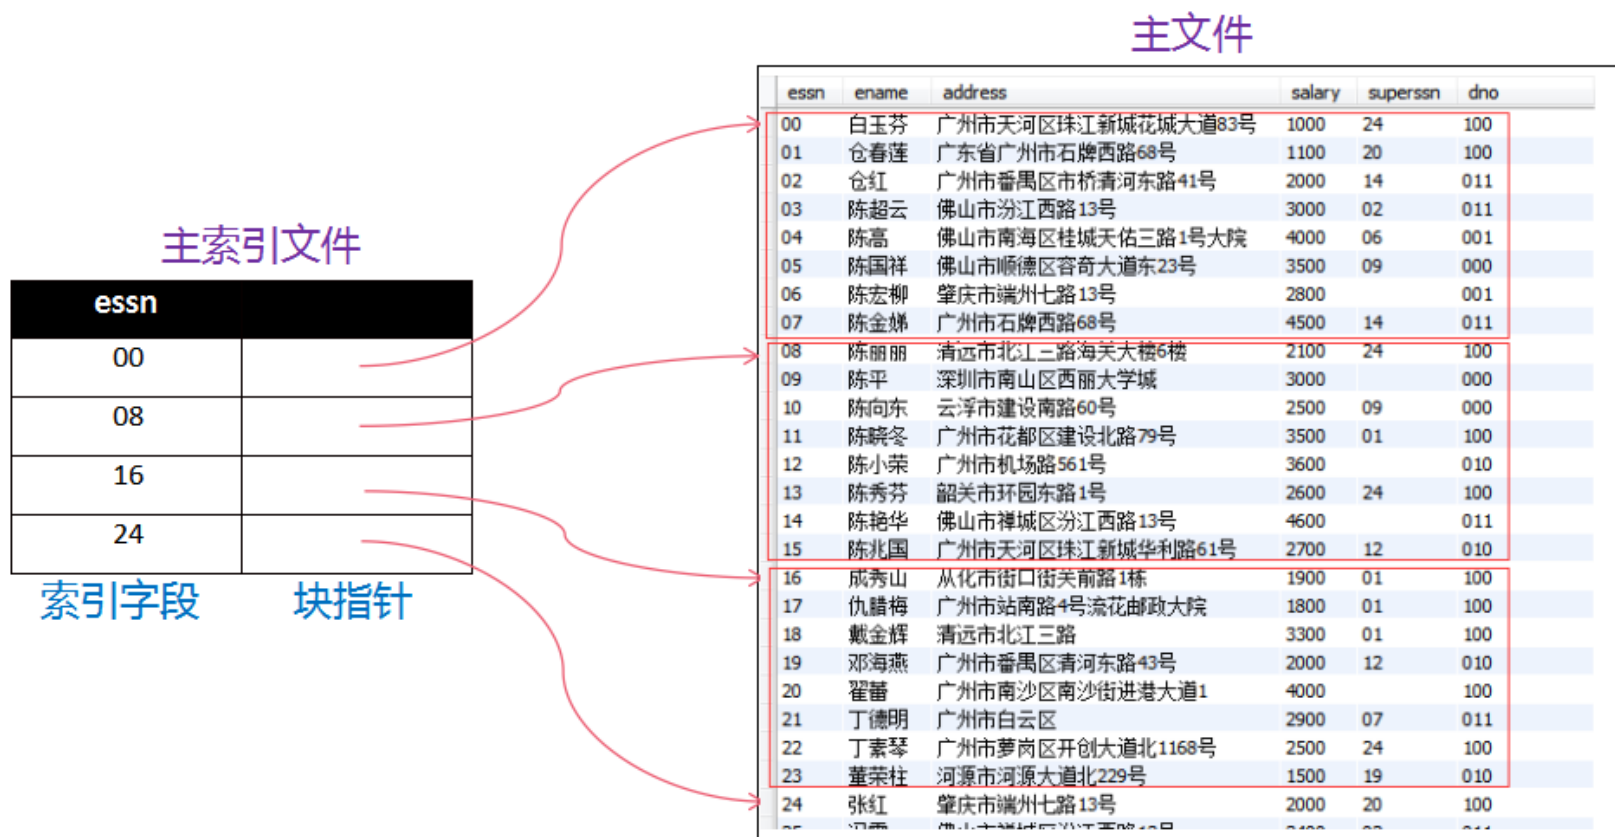 主文件
主索引文件
essn
00
08
16
24
索引字段 块指针
essn ename address salary superssn dno
00 白玉芬 广州市天河区珠江新城花城大道83号 1000 24 100
01 仓春莲 广东省广州市石牌西路68号 1100 20 100
02 仓红 广州市番禺区市桥清河东路41号 2000 14 011
03 陈超云 佛山市汾江西路13号 3000 02 011
04 陈高 佛山市南海区桂城天佑三路1号大院 4000 06 001
05 陈国祥 佛山市顺德区容奇大道东23号 3500 09 000
06 陈宏柳 肇庆市端州七路13号 2800 001
07 陈金娣 广州市石牌西路68号 4500 14 011
08 陈丽丽 清远市北江三路海关大楼6楼 2100 24 100
09 陈平 深圳市南山区西丽大学城 3000 000
10 陈向东 云浮市建设南路60号 2500 09 000
11 陈晓冬 广州市花都区建设北路79号 3500 01 100
12 陈小荣 广州市机场路561号 3600 010
13 陈秀芬 韶关市环园东路1号 2600 24 100
14 陈艳华 佛山市禅城区汾江西路13号 4600 011
15 陈兆国 广州市天河区珠江新城华利路61号 2700 12 010
16 成秀山 从化市街口街关前路1栋 1900 01 100
17 仇腊梅 广州市站南路4号流花邮政大院 1800 01 100
18 戴金辉 清远市北江三路 3300 01 100
19 邓海燕 广州市番禺区清河东路43号 2000 12 010
20 翟蕾 广州市南沙区南沙街进港大道1 4000 100
21 丁德明 广州市白云区 2900 07 011
22 丁素琴 广州市萝岗区开创大道北1168号 2500 24 100
23 董荣柱 河源市河源大道北229号 1500 19 010
24 张红 肇庆市端州七路13号 2000 20 100